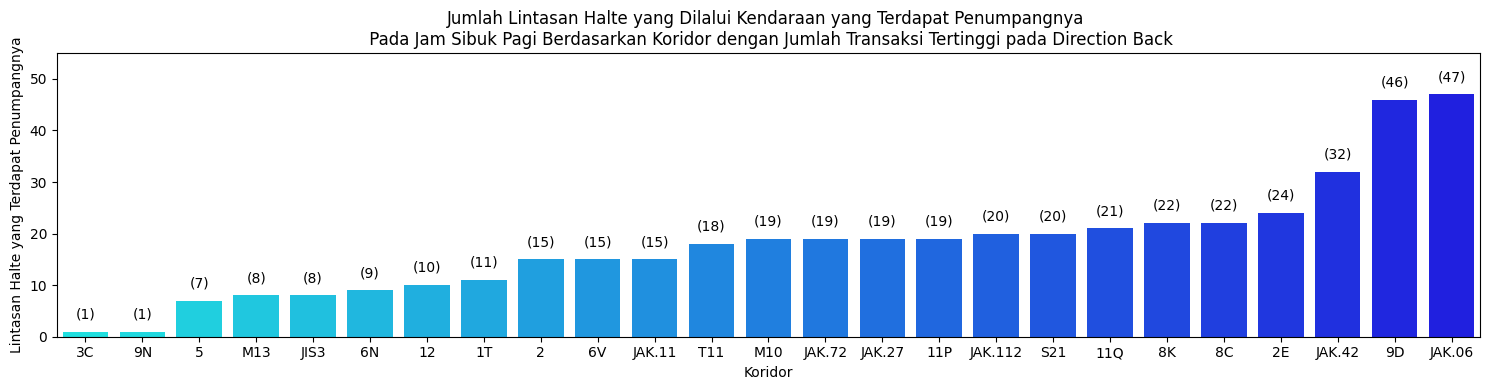 Jumlah Lintasan Halte yang Dilalui Kendaraan yang Terdapat Penumpangnya
Pada Jam Sibuk Pagi Berdasarkan Koridor dengan Jumlah Transaksi Tertinggi pada Direction Back
Lintasan Halte yang Terdapat Penumpangnya
50
40
30
20
10
0
(1) (1) (7) (8) (8) (9) (10) (11) (15) (15) (15) (18) (19) (19) (19) (19) (20) (20) (21) (22) (22) (24) (32) (46) (47)
3C 9N 5 M13 JIS3 6N 12 1T 2 6V JAK.11 T11 M10 JAK.72 JAK.27 11P JAK.112 S21 11Q 8K 8C 2E JAK.42 9D JAK.06
Koridor